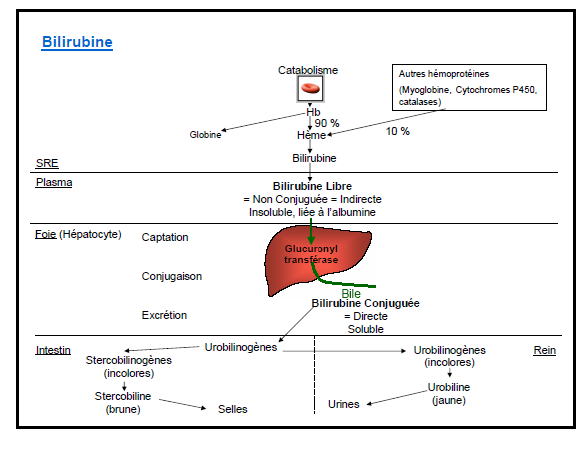 Bilirubine
Catabolisme
Autres hémoprotéines
(Myoglobine, Cytochromes P450,
catalases)
Hb
90 %
Globine
Hème
10 %
Bilirubine
SRE
Plasma
Bilirubine Libre
= Non Conjuguée = Indirecte
Insoluble, liée à l'albumine
Foie (Hépatocyte)
Captation
Glucuronyl
transférase
Conjugaison
Bile
Bilirubine Conjuguée
= Directe
Soluble
Excrétion
Intestin
Urobilinogènes
Urobilinogènes
(incolores)
Rein
Stercobilinogènes
(incolores)
Urobiline
(jaune)
Stercobiline
(brune)
Selles
Urines